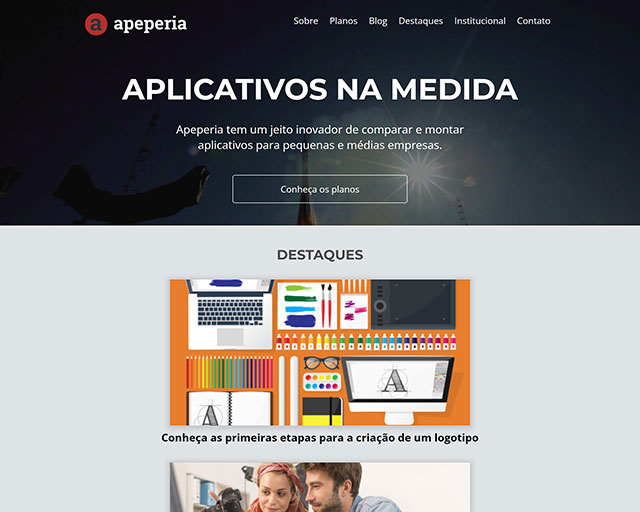 a apeperia
Sobre Planos Blog Destaques Institucional Contato
APLICATIVOS NA MEDIDA
Apeperia tem um jeito inovador de comparar e montar
aplicativos para pequenas e médias empresas.
Conheça os planos
DESTAQUES
A
A
Conheça as primeiras etapas para a criação de um logotipo